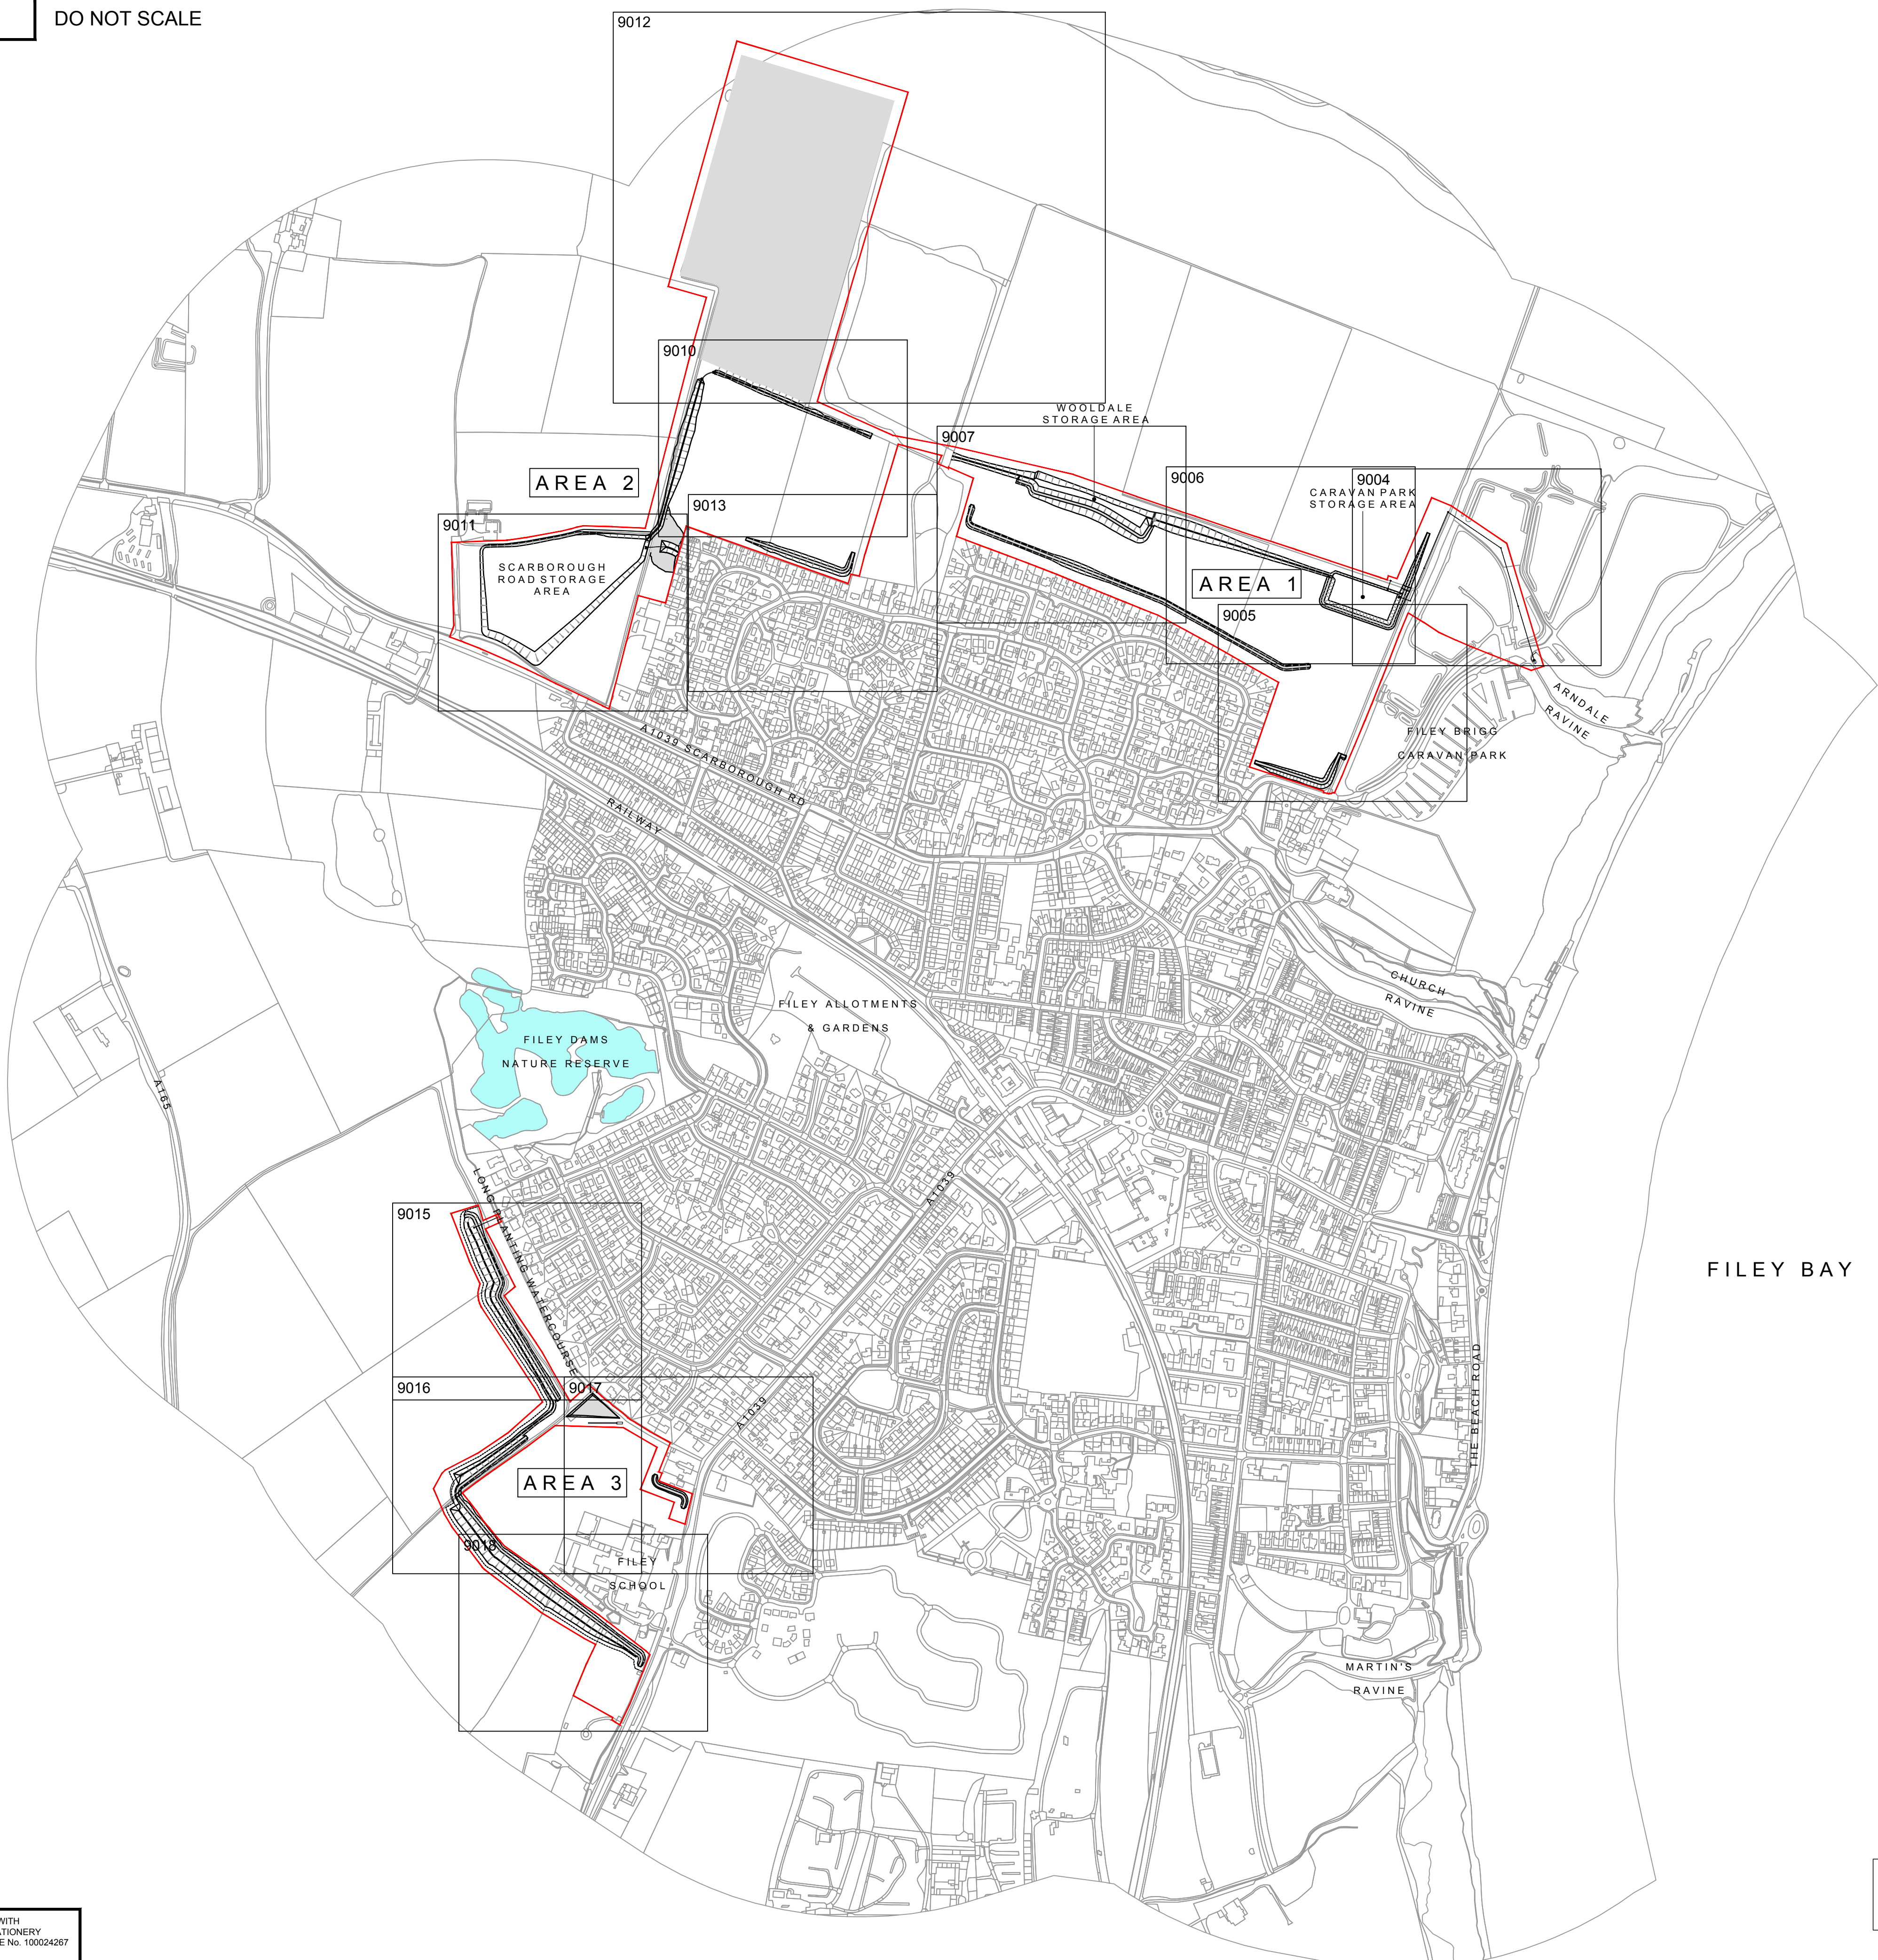 DO NOT SCALE
9012
9010
WOOLDALE
STORAGE AREA
9007
9006
9004
CARAVAN PARK
STORAGE AREA
AREA 2
9013
9011
SCARBOROUGH
ROAD STORAGE
AREA
AREA 1
9005
ARNDALE
RAVINE
FILEY BRIGG
CARAVAN PARK
A1039 SCARBOROUGH RD
RAILWAY
CHURCH
RAVINE
FILEY ALLOTMENTS
& GARDENS
FILEY DAMS
NATURE RESERVE
A165
LONG PLANTING WATERCOURSE
A1039
9015
FILEY BAY
THE BEACH ROAD
9016
9017
A1039
AREA 3
9018
FILEY
SCHOOL
MARTIN'S
RAVINE
WITH
ATIONERY
E No. 100024267